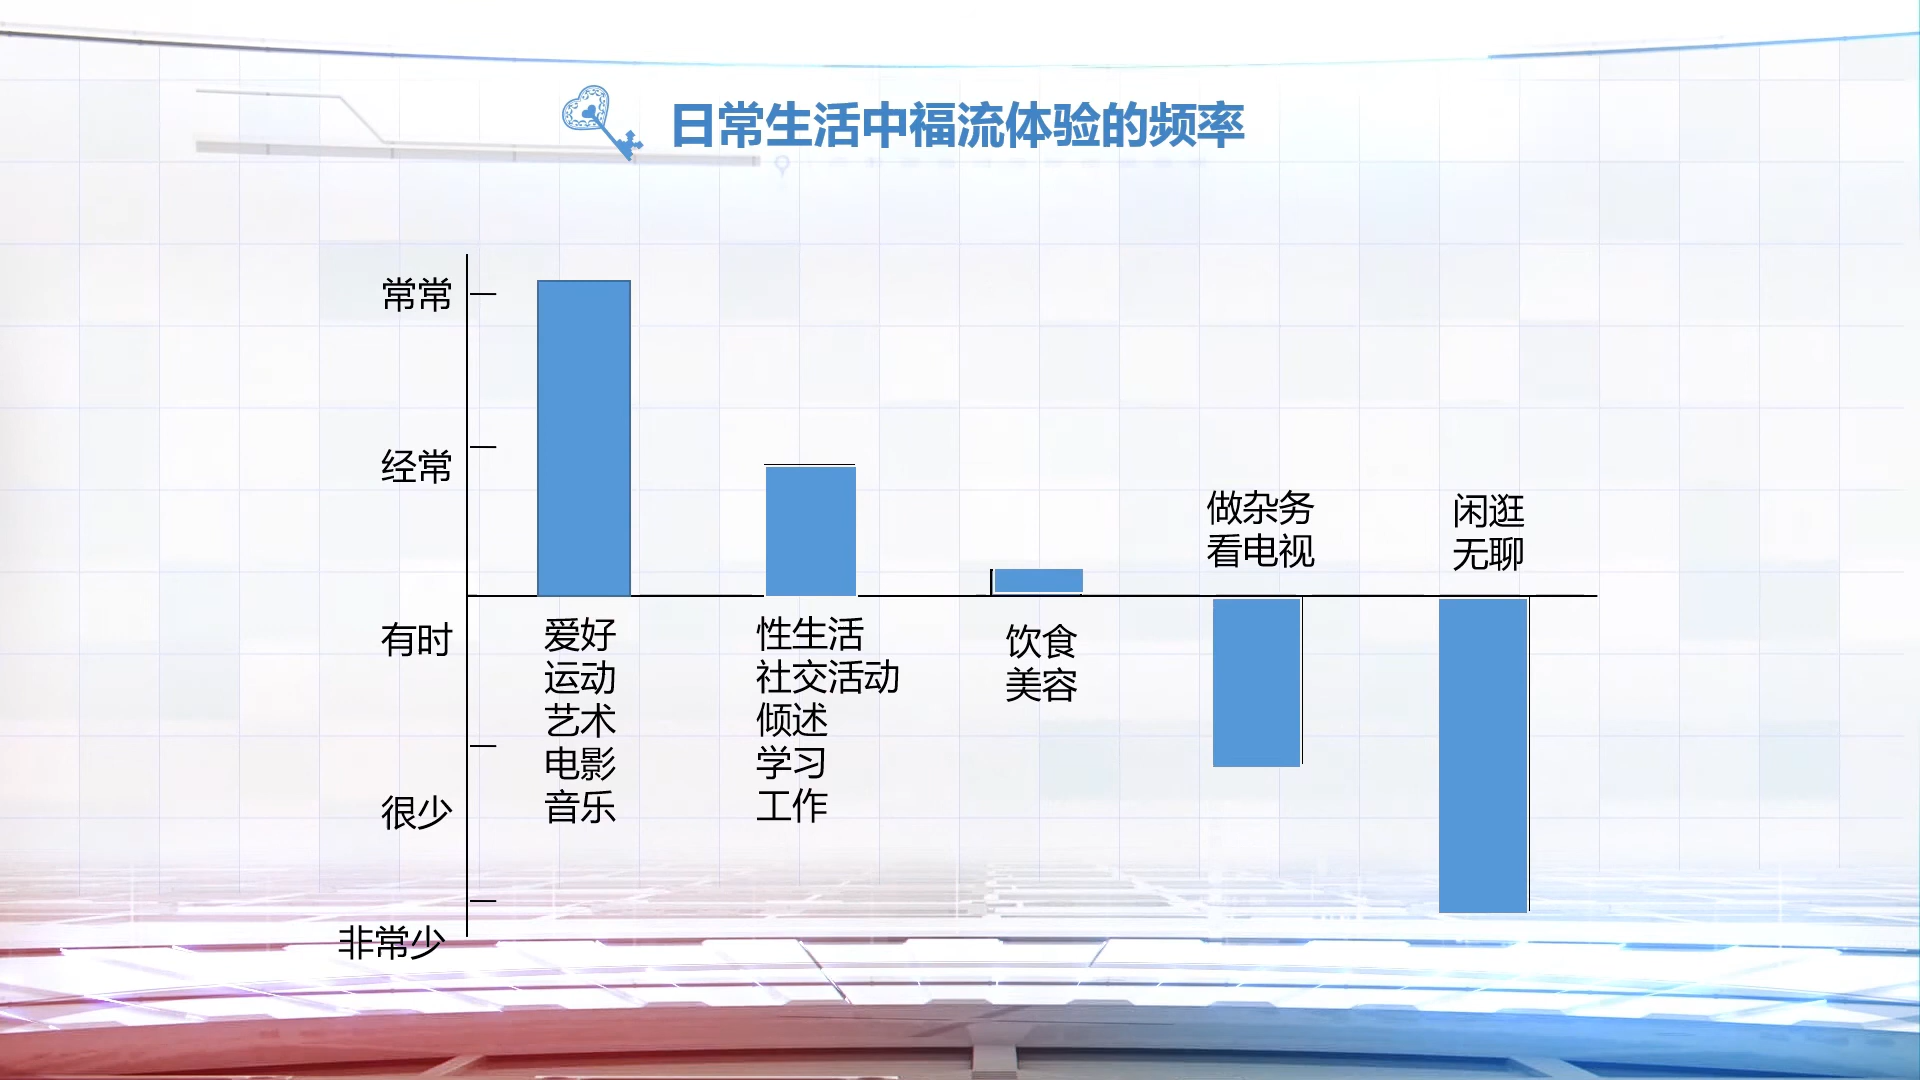 日常生活中福流体验的频率
常常
经常
有时
很少
非常少
爱好
运动
艺术
电影
音乐
性生活
社交活动
倾述
学习
工作
饮食
美容
做杂务
看电视
闲逛
无聊